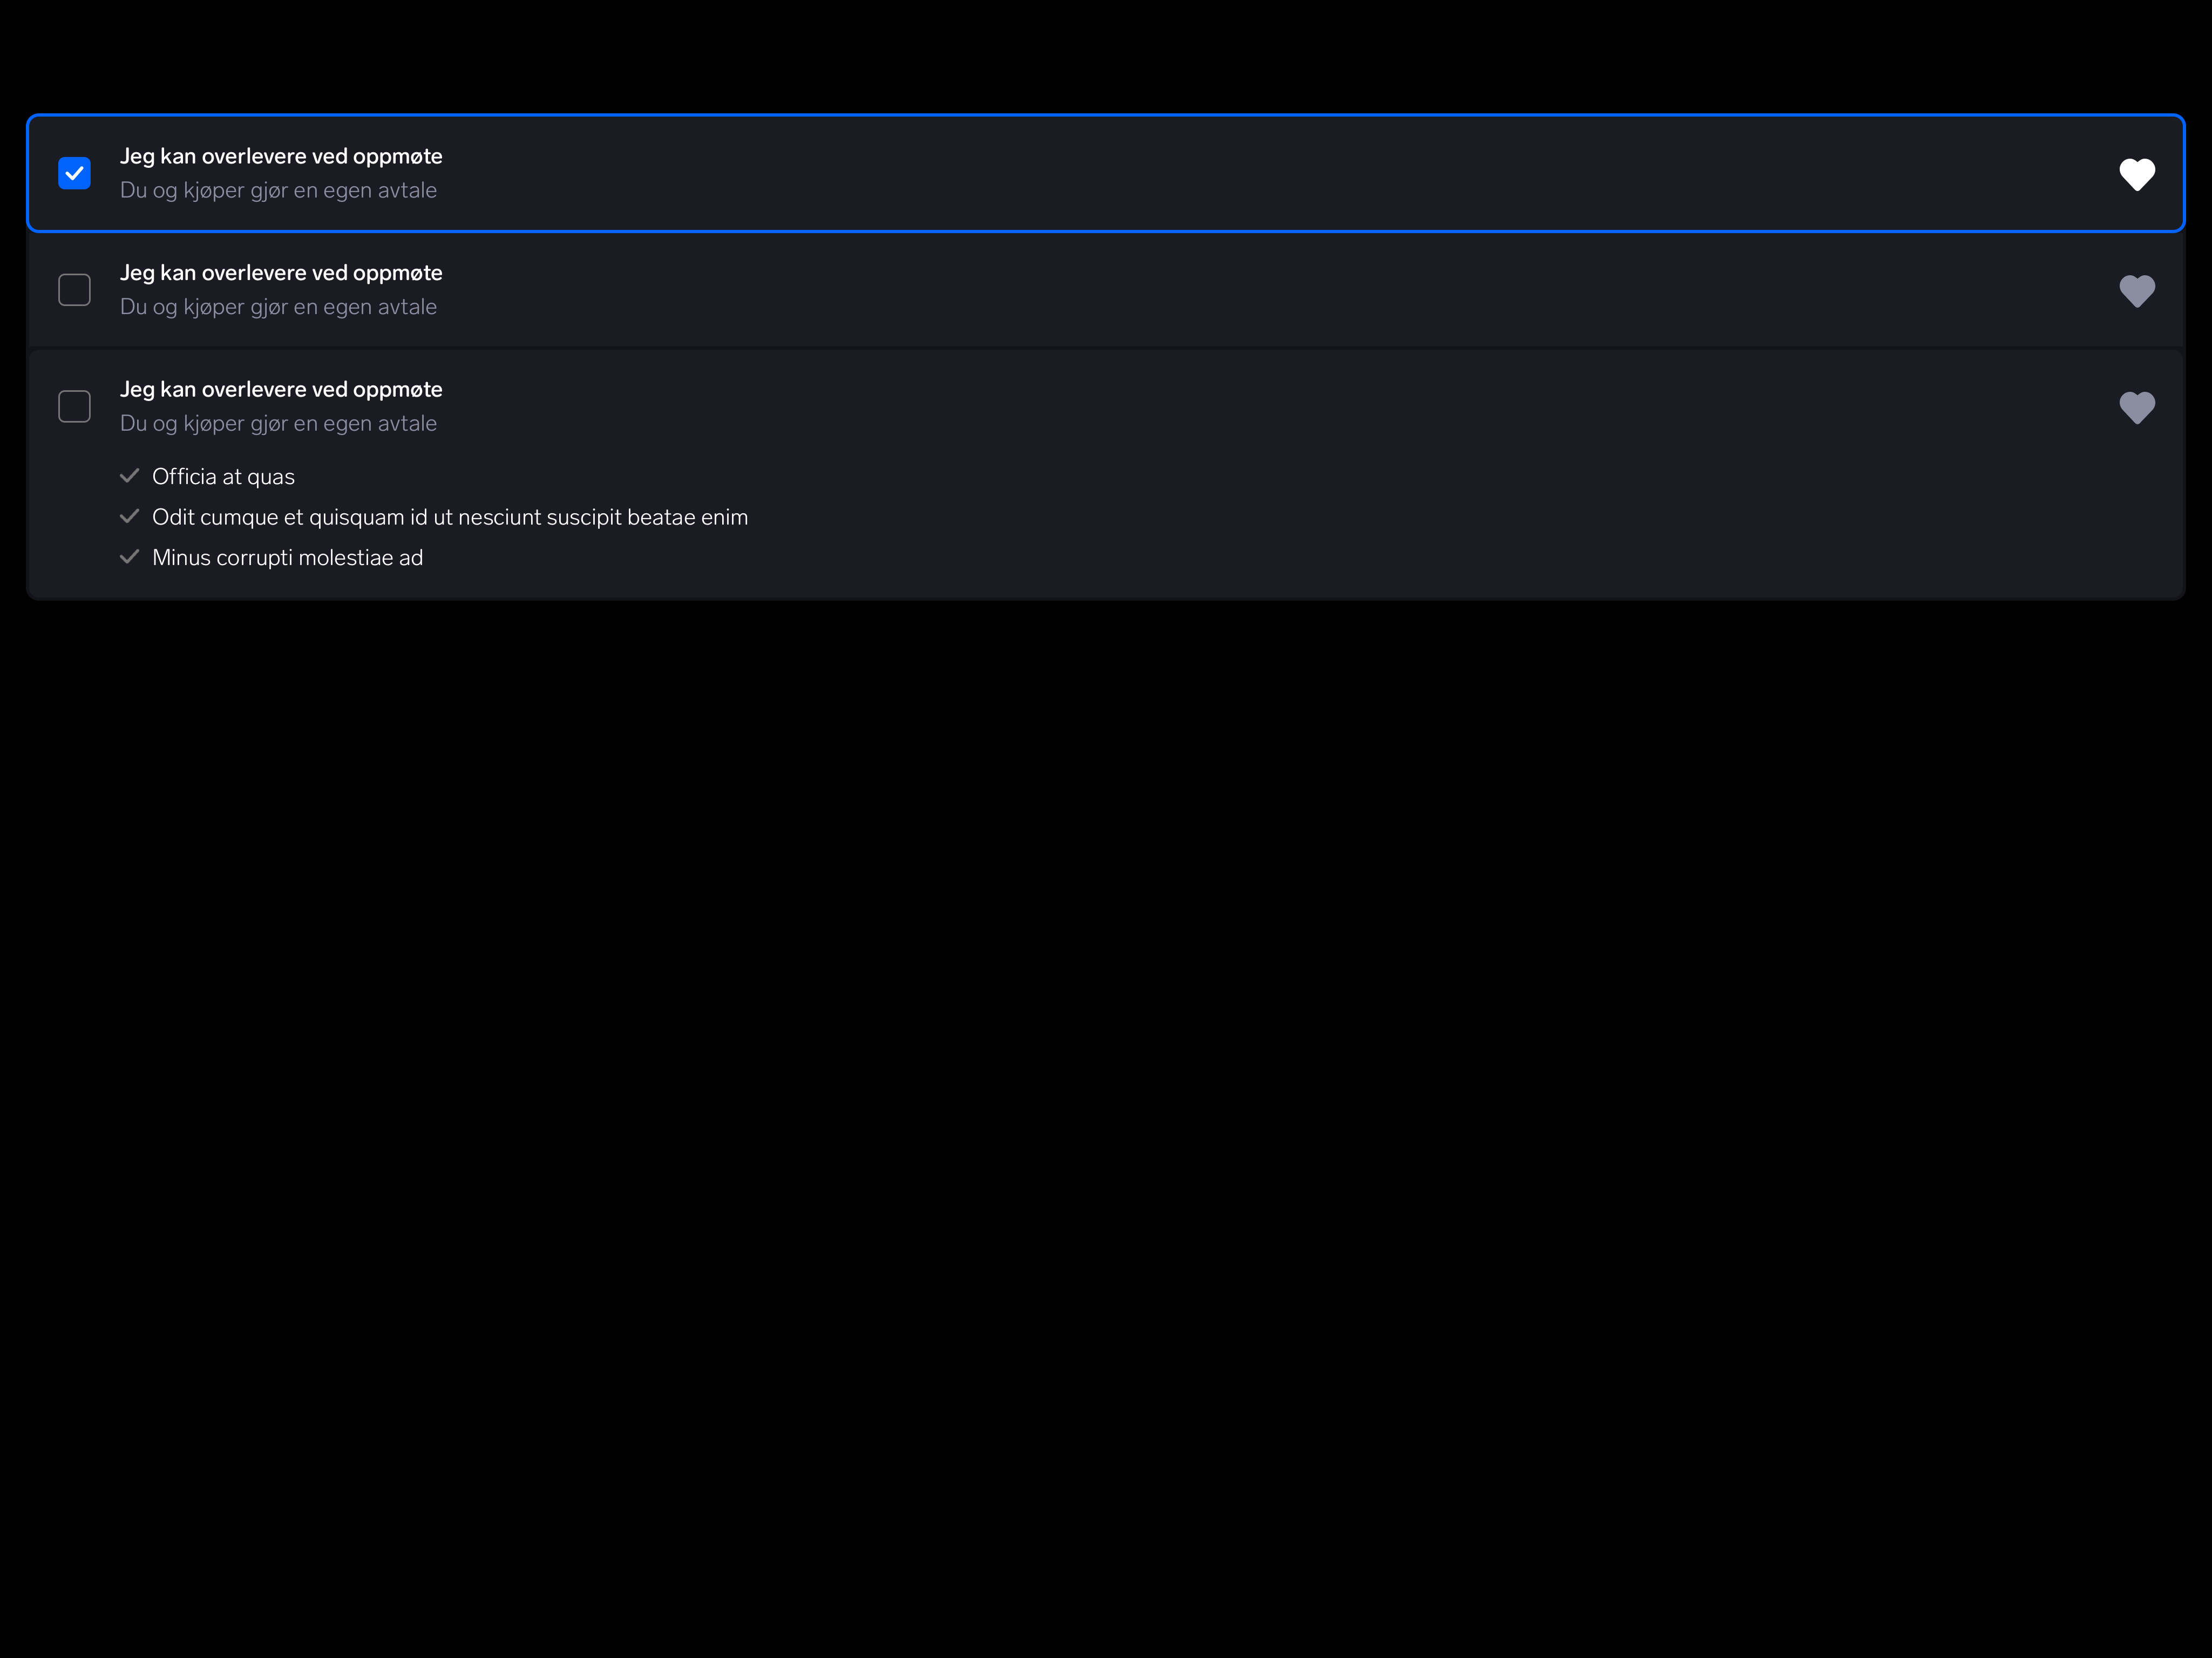 Jeg kan overlevere ved oppmøte
Du og kjøper gjør en egen avtale
Jeg kan overlevere ved oppmøte
Du og kjøper gjør en egen avtale
Jeg kan overlevere ved oppmøte
Du og kjøper gjør en egen avtale
Officia at quas
Odit cumque et quisquam id ut nesciunt suscipit beatae enim
Minus corrupti molestiae ad